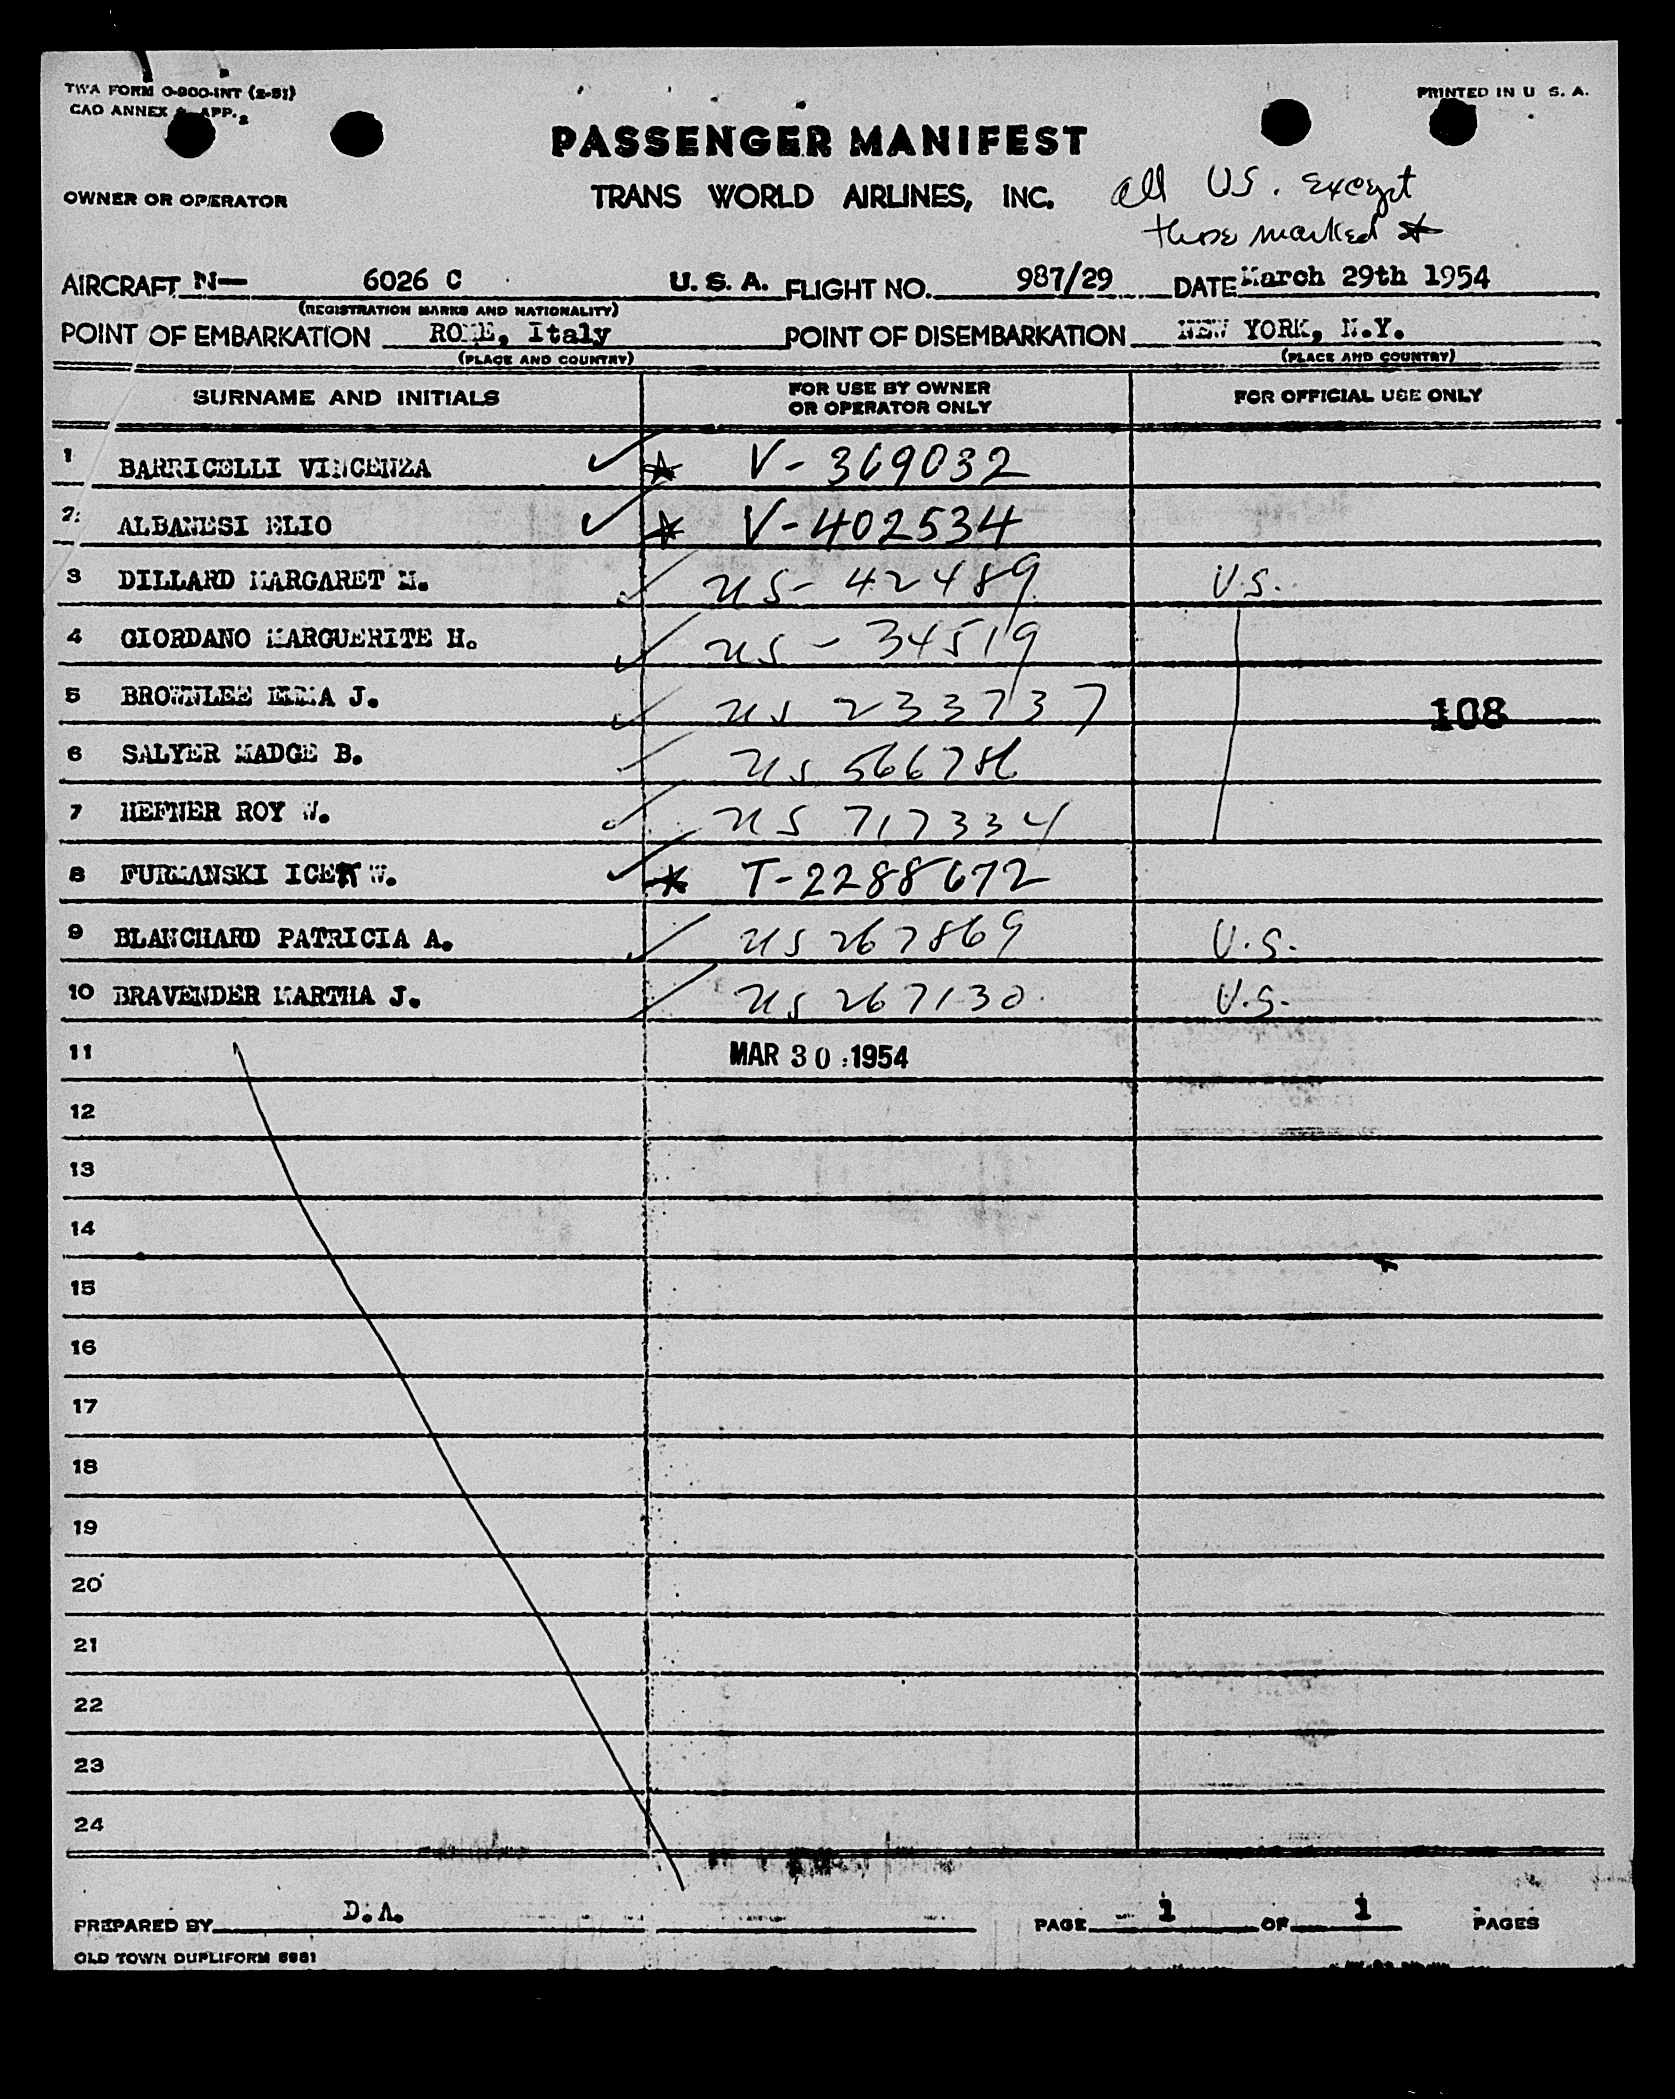 TWA FORM O-900-INT (2-51)
PRINTED IN U S. A.
CAO ANNEX APP. 2
PASSENGER MANIFEST
OWNER OR OPERATOR TRANS WORLD AIRLINES, INC.
all US. except
those marked ☆
AIRCRAFT N— 6026 C U. S. A. FLIGHT NO. 987/29 DATE March 29th 1954
(REGISTRATION MARKS AND NATIONALITY)
POINT OF EMBARKATION ROME, Italy POINT OF DISEMBARKATION NEW YORK, N.Y.
(PLACE AND COUNTRY) (PLACE AND COUNTRY)
SURNAME AND INITIALS FOR USE BY OWNER OR OPERATOR ONLY FOR OFFICIAL USE ONLY
1 BARRICELLI VINCENZA ✓ ☆ V-369032
2 ALBANESI ELIO ✓ ☆ V-402534
3 DILLARD MARGARET M. ✓ US-42489 U.S.
4 GIORDANO MARGUERITE H. ✓ US-34519
5 BROWNLEE EMMA J. ✓ US 233737
108
6 SALYER MADGE B. ✓ US 566786
7 HEFNER ROY W. ✓ US 717334
8 FURMANSKI W. ✓ ☆ T-2288672
9 BLANCHARD PATRICIA A. ✓ US 267869 U.S.
10 BRAVENDER MARTHA J. ✓ US 267130 U.S.
11 MAR 30 1954
12
13
14
15
16
17
18
19
20
21
22
23
24
PREPARED BY D.A. PAGE 1 OF 1 PAGES
OLD TOWN DUPLIFORM 5981